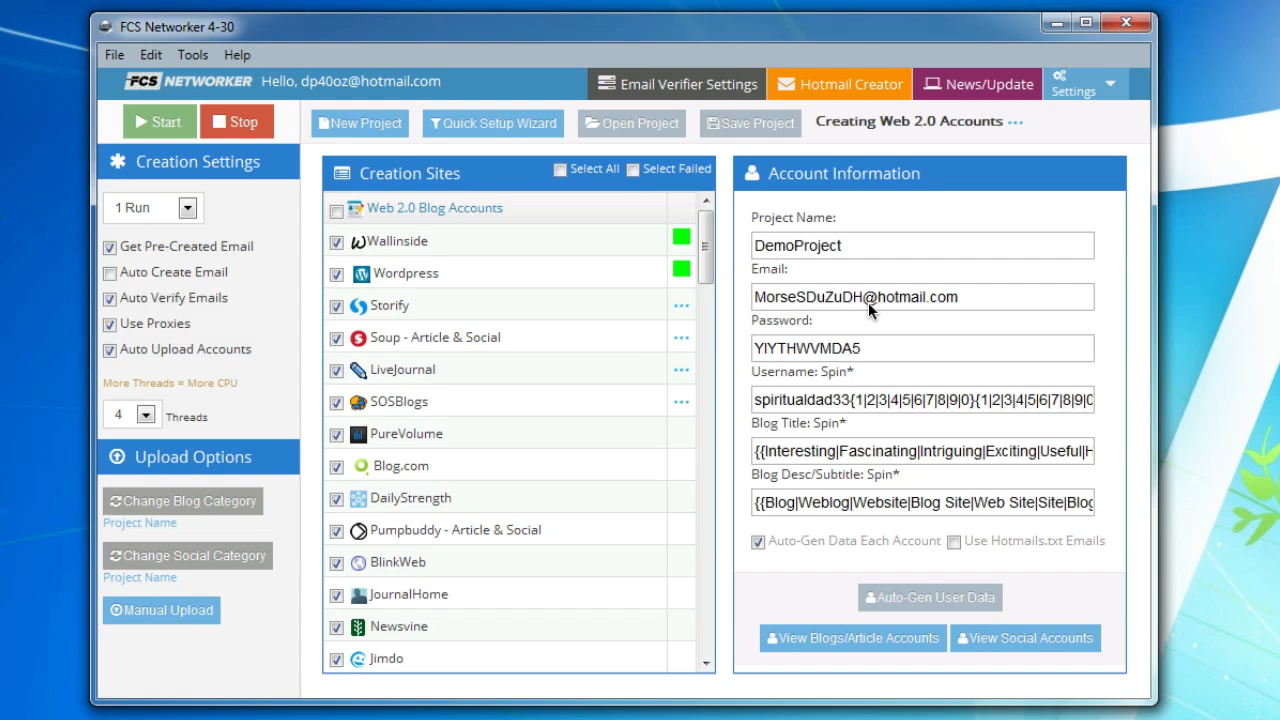 FCS Networker 4-30
File Edit Tools Help
FCS NETWORKER Hello, dp40oz@hotmail.com
Email Verifier Settings
Hotmail Creator
News/Update
Settings
Start
Stop
New Project
Quick Setup Wizard
Open Project
Save Project
Creating Web 2.0 Accounts
Creation Settings
1 Run
Get Pre-Created Email
Auto Create Email
Auto Verify Emails
Use Proxies
Auto Upload Accounts
More Threads = More CPU
4 Threads
Upload Options
Change Blog Category
Project Name
Change Social Category
Project Name
Manual Upload
Creation Sites
Select All
Select Failed
Web 2.0 Blog Accounts
Wallinside
Wordpress
Storify
Soup - Article & Social
LiveJournal
SOSBlogs
PureVolume
Blog.com
DailyStrength
Pumpbuddy - Article & Social
BlinkWeb
JournalHome
Newsvine
Jimdo
Account Information
Project Name:
DemoProject
Email:
MorseSDuZuDH@hotmail.com
Password:
YlYTHWVMDA5
Username: Spin*
spiritualdad33{1|2|3|4|5|6|7|8|9|0}{1|2|3|4|5|6|7|8|9|0
Blog Title: Spin*
{{Interesting|Fascinating|Intriguing|Exciting|Useful|H
Blog Desc/Subtitle: Spin*
{{Blog|Weblog|Website|Blog Site|Web Site|Site|Blog
Auto-Gen Data Each Account
Use Hotmails.txt Emails
Auto-Gen User Data
View Blogs/Article Accounts
View Social Accounts